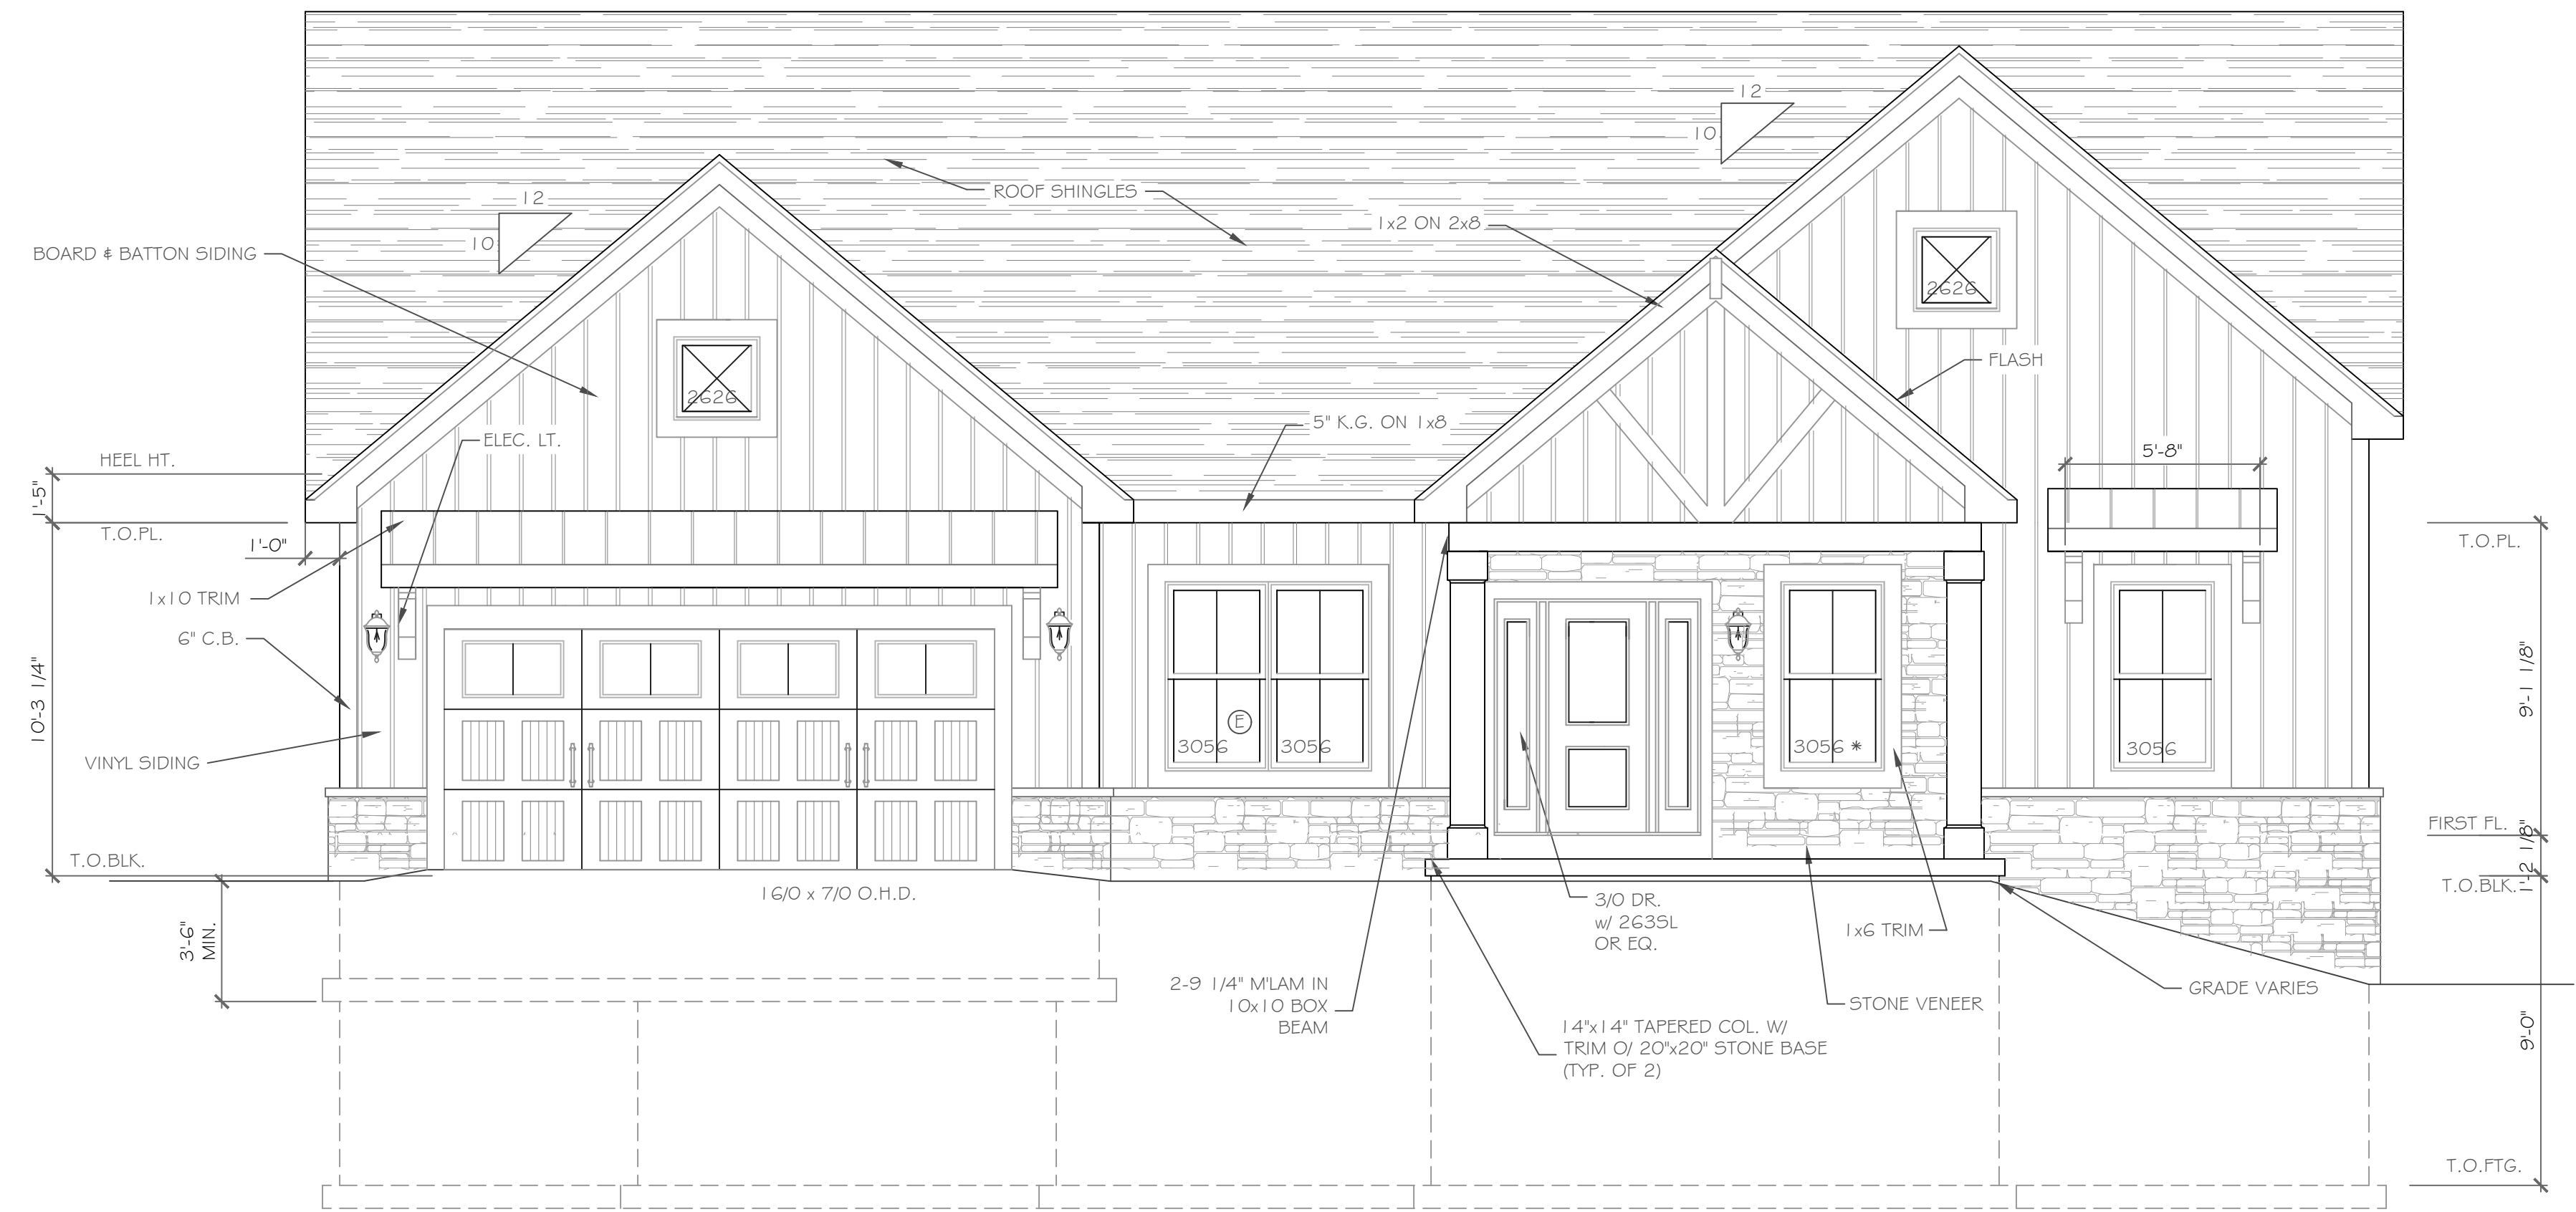 12
10
12
10
ROOF SHINGLES
1x2 ON 2x8
BOARD & BATTON SIDING
2626
2626
FLASH
ELEC. LT.
5" K.G. ON 1x8
5'-8"
HEEL HT.
1'-5"
T.O.PL.
T.O.PL.
1'-0"
1x10 TRIM
6" C.B.
10'-3 1/4"
9'-1 1/8"
VINYL SIDING
E
3056
3056
3056 *
3056
FIRST FL.
1'-2 1/8"
T.O.BLK.
T.O.BLK.
16/0 x 7/0 O.H.D.
3'-6"
MIN.
3/0 DR.
w/ 263SL
OR EQ.
1x6 TRIM
2-9 1/4" M'LAM IN
10x10 BOX
BEAM
STONE VENEER
GRADE VARIES
14"x14" TAPERED COL. W/
TRIM O/ 20"x20" STONE BASE
(TYP. OF 2)
9'-0"
T.O.FTG.